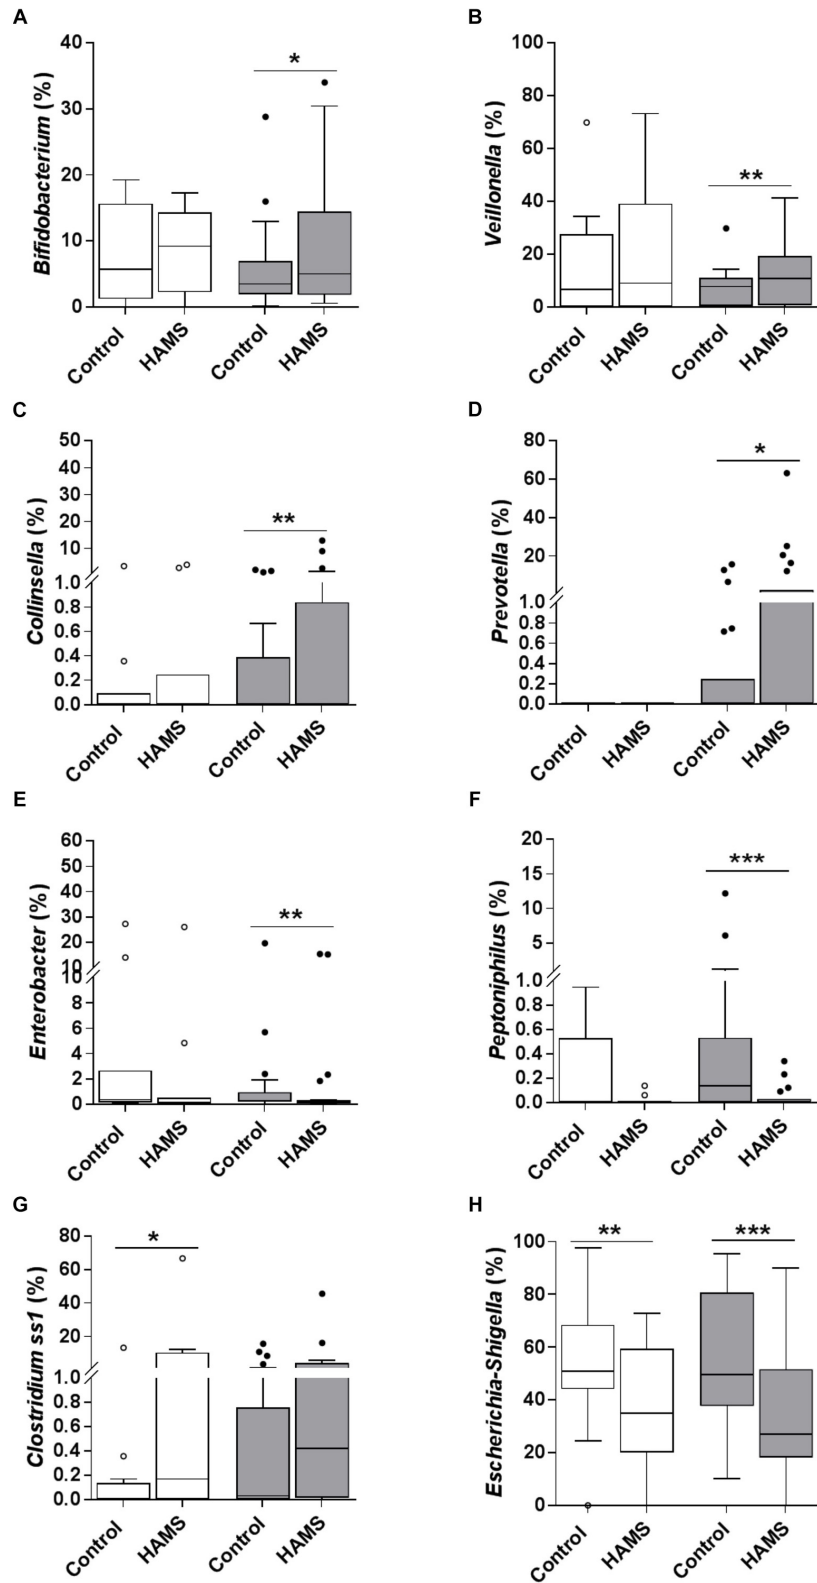 A
Bifidobacterium (%)
40
30
20
10
0
*
Control
HAMS
Control
HAMS
B
Veillonella (%)
100
80
60
40
20
0
**
Control
HAMS
Control
HAMS
C
Collinsella (%)
50
40
30
20
10
1.0
0.8
0.6
0.4
0.2
0.0
**
Control
HAMS
Control
HAMS
D
Prevotella (%)
80
60
40
20
1.0
0.8
0.6
0.4
0.2
0.0
*
Control
HAMS
Control
HAMS
E
Enterobacter (%)
60
50
40
30
20
10
10
8
6
4
2
0
**
Control
HAMS
Control
HAMS
F
Peptoniphilus (%)
20
15
10
5
1.0
0.8
0.6
0.4
0.2
0.0
***
Control
HAMS
Control
HAMS
G
Clostridium ss1 (%)
80
60
40
20
1.0
0.8
0.6
0.4
0.2
0.0
*
Control
HAMS
Control
HAMS
H
Escherichia-Shigella (%)
100
80
60
40
20
0
**
***
Control
HAMS
Control
HAMS